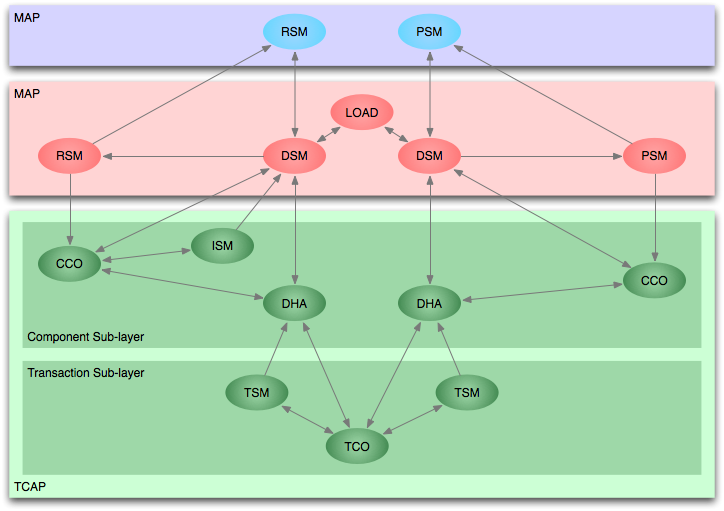 MAP
RSM
PSM
MAP
LOAD
RSM
DSM
DSM
PSM
ISM
CCO
CCO
DHA
DHA
Component Sub-layer
Transaction Sub-layer
TSM
TSM
TCO
TCAP